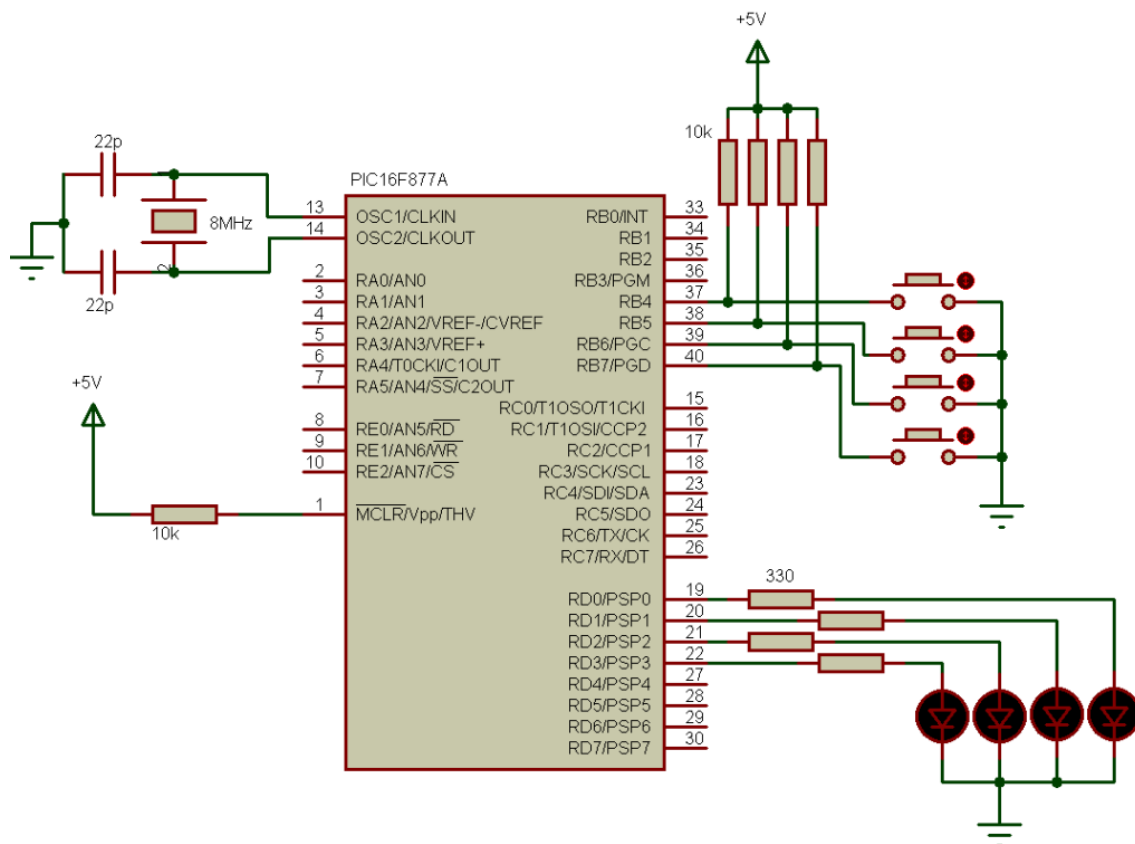 +5V
10k
22p
8MHz
22p
+5V
10k
PIC16F877A
13 OSC1/CLKIN
14 OSC2/CLKOUT
2 RA0/AN0
3 RA1/AN1
4 RA2/AN2/VREF-/CVREF
5 RA3/AN3/VREF+
6 RA4/T0CKI/C1OUT
7 RA5/AN4/SS/C2OUT
8 RE0/AN5/RD
9 RE1/AN6/WR
10 RE2/AN7/CS
1 MCLR/Vpp/THV
RB0/INT 33
RB1 34
RB2 35
RB3/PGM 36
RB4 37
RB5 38
RB6/PGC 39
RB7/PGD 40
RC0/T1OSO/T1CKI 15
RC1/T1OSI/CCP2 16
RC2/CCP1 17
RC3/SCK/SCL 18
RC4/SDI/SDA 23
RC5/SDO 24
RC6/TX/CK 25
RC7/RX/DT 26
RD0/PSP0 19
RD1/PSP1 20
RD2/PSP2 21
RD3/PSP3 22
RD4/PSP4 27
RD5/PSP5 28
RD6/PSP6 29
RD7/PSP7 30
330